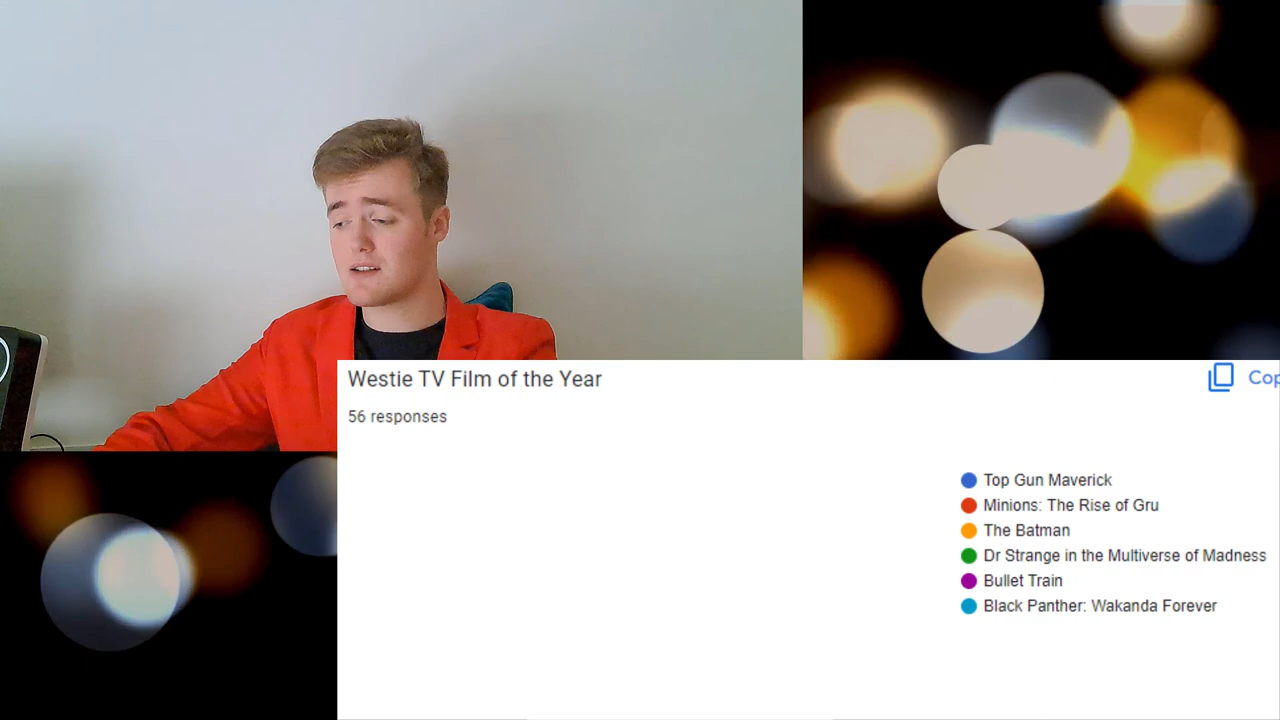 Westie TV Film of the Year
Cop
56 responses
Top Gun Maverick
Minions: The Rise of Gru
The Batman
Dr Strange in the Multiverse of Madness
Bullet Train
Black Panther: Wakanda Forever